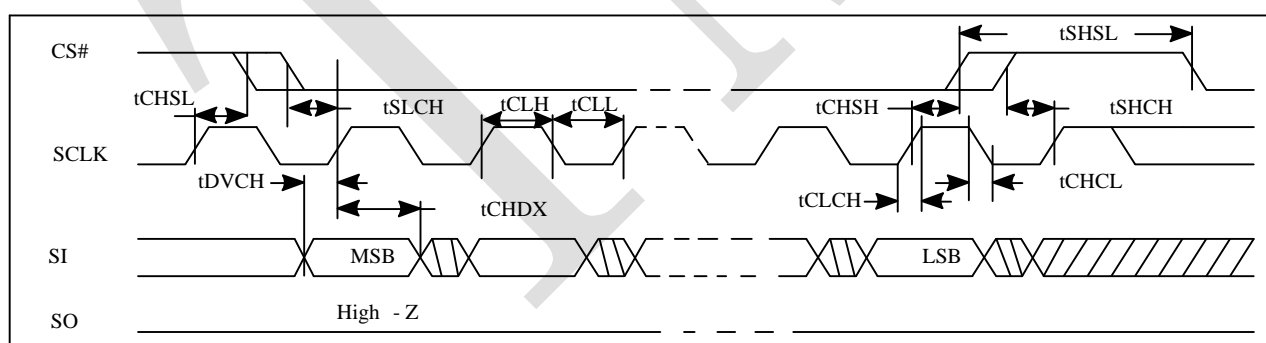 CS#
tSHSL
tCHSL
tSLCH
tCLH
tCLL
tCHSH
tSHCH
SCLK
tDVCH
tCHDX
tCLCH
tCHCL
SI
MSB
LSB
SO
High - Z